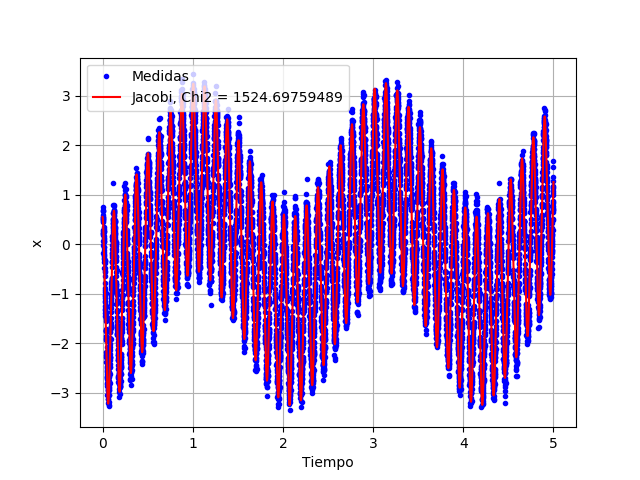 Medidas
Jacobi, Chi2 = 1524.69759489
3
2
1
0
−1
−2
−3
x
0 1 2 3 4 5
Tiempo